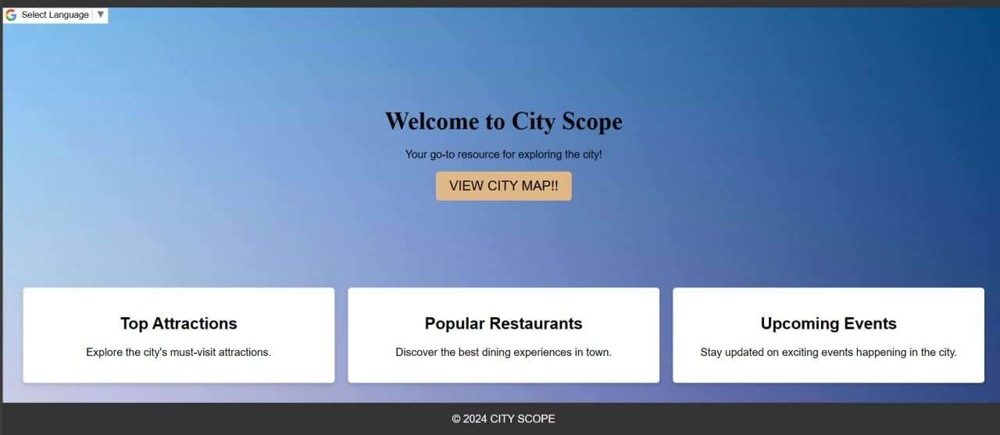 Select Language ▼
Welcome to City Scope
Your go-to resource for exploring the city!
VIEW CITY MAP!!
Top Attractions
Explore the city's must-visit attractions.
Popular Restaurants
Discover the best dining experiences in town.
Upcoming Events
Stay updated on exciting events happening in the city.
© 2024 CITY SCOPE